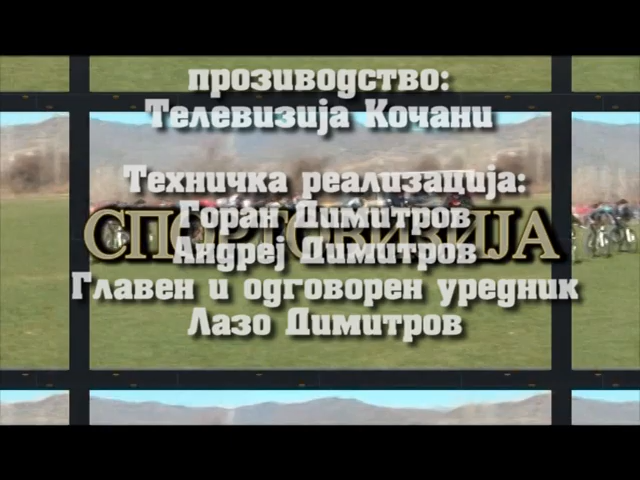 прозиводство:
Телевизија Кочани
Техничка реализација:
Горан Димитров
СПОРТОВИЗИЈА
Андреј Димитров
Главен и одговорен уредник
Лазо Димитров